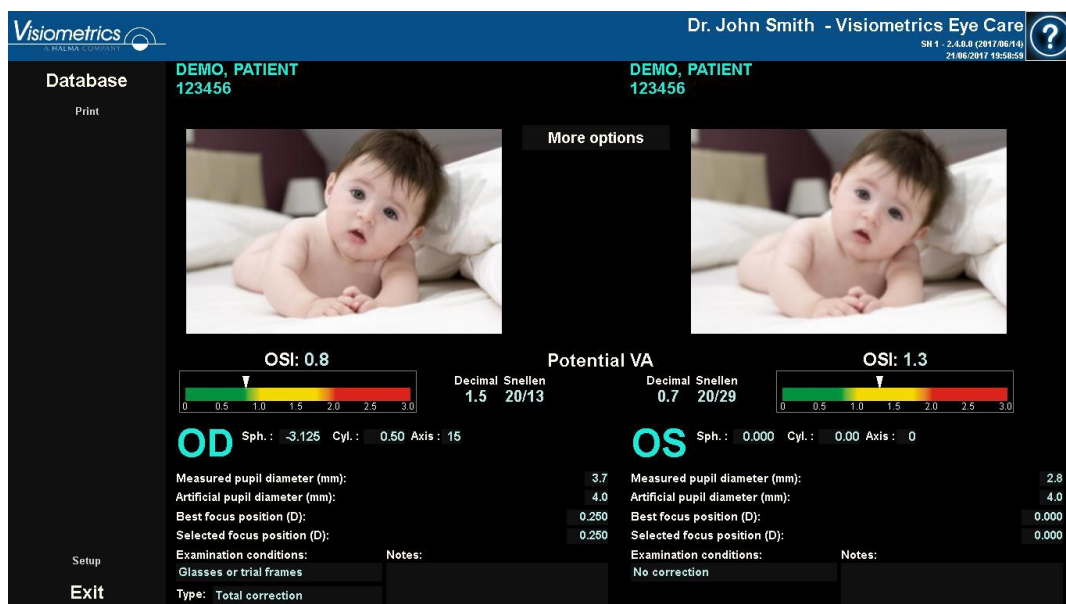 Visiometrics
A HALMA COMPANY
Dr. John Smith - Visiometrics Eye Care
SN 1 - 2.4.0.0 (2017/06/14)
21/06/2017 19:58:59
?
Database
Print
DEMO, PATIENT
123456
DEMO, PATIENT
123456
More options
OSI: 0.8
Potential VA
OSI: 1.3
0 0.5 1.0 1.5 2.0 2.5 3.0
Decimal Snellen
1.5 20/13
Decimal Snellen
0.7 20/29
0 0.5 1.0 1.5 2.0 2.5 3.0
OD Sph.: -3.125 Cyl.: 0.50 Axis: 15
Measured pupil diameter (mm): 3.7
Artificial pupil diameter (mm): 4.0
Best focus position (D): 0.250
Selected focus position (D): 0.250
Examination conditions: Notes:
Glasses or trial frames
Type: Total correction
OS Sph.: 0.000 Cyl.: 0.00 Axis: 0
Measured pupil diameter (mm): 2.8
Artificial pupil diameter (mm): 4.0
Best focus position (D): 0.000
Selected focus position (D): 0.000
Examination conditions: Notes:
No correction
Setup
Exit